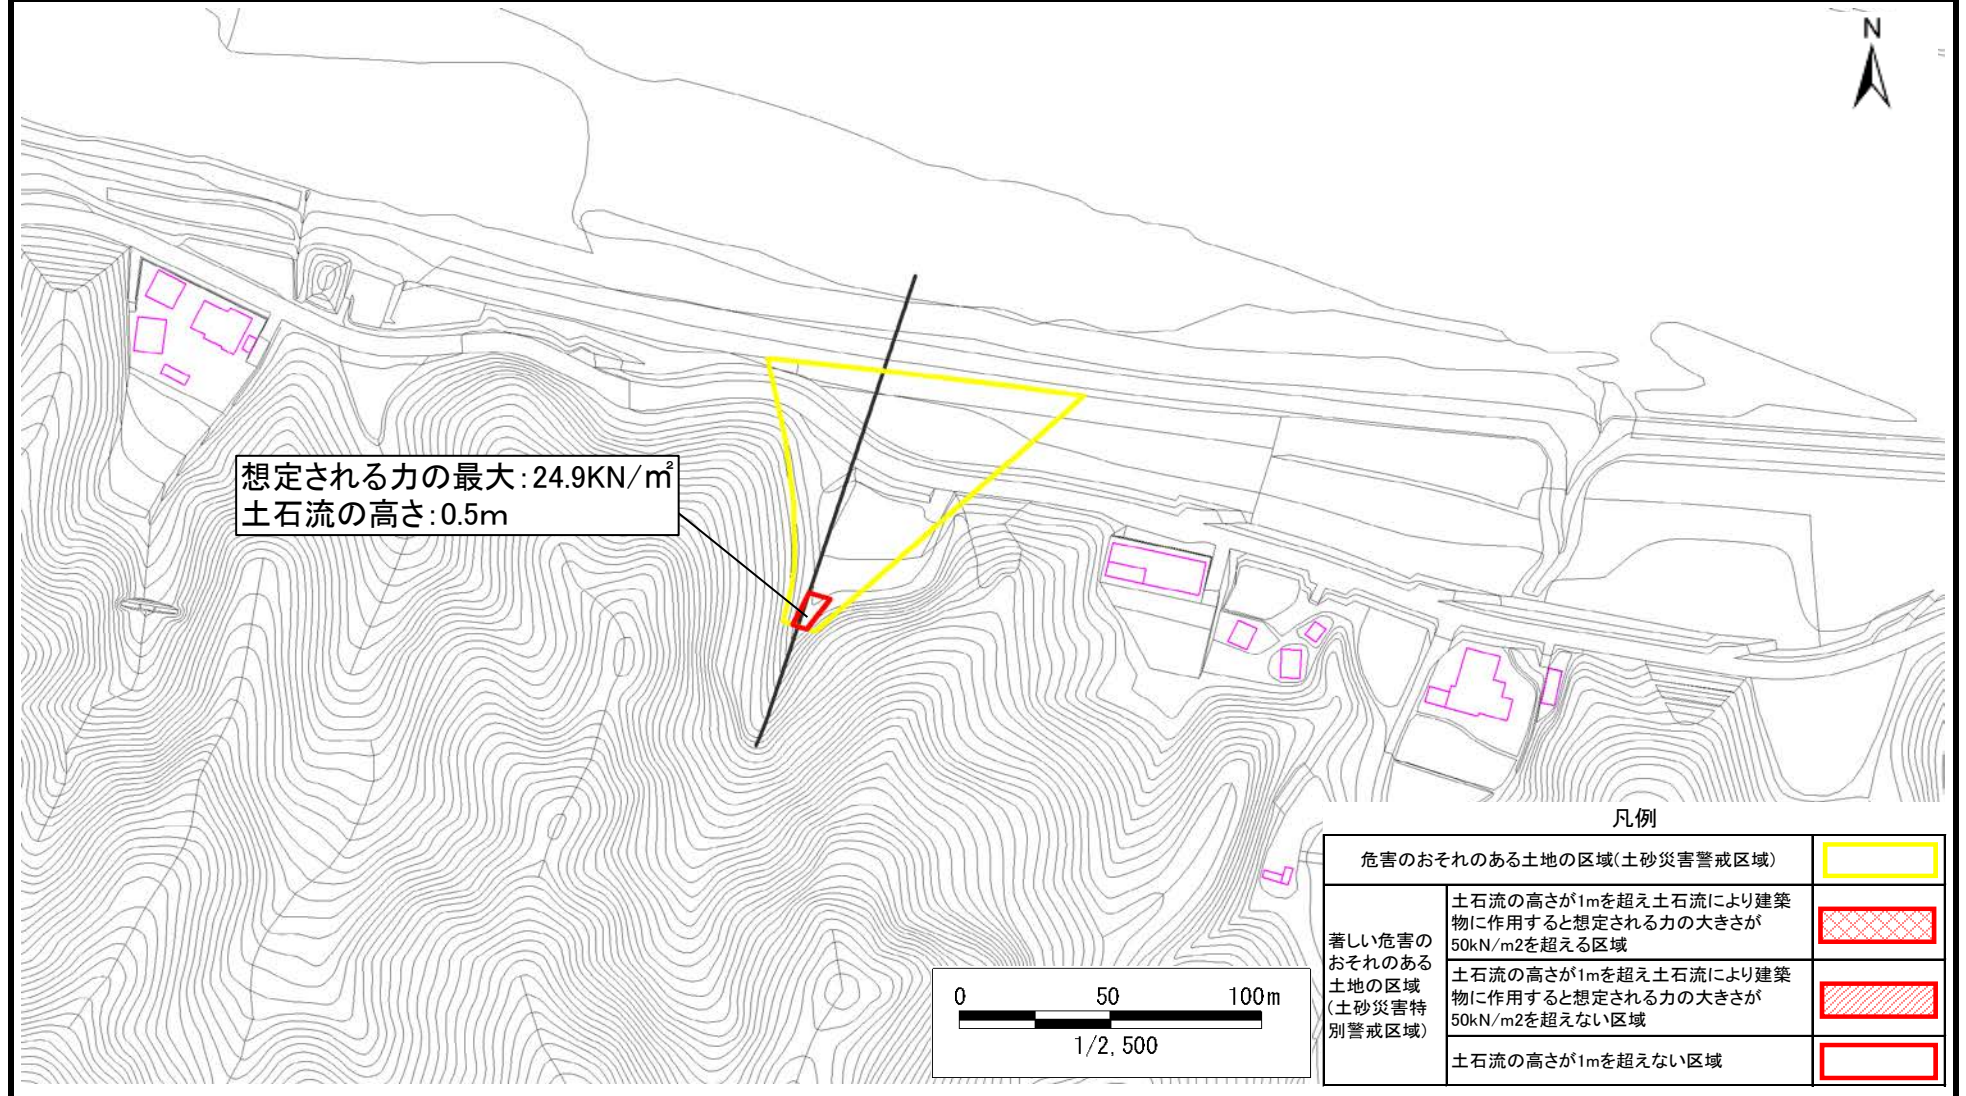 N
想定される力の最大:24.9KN/㎡
土石流の高さ:0.5m
凡例
危害のおそれのある土地の区域(土砂災害警戒区域)
著しい危害の
おそれのある
土地の区域
(土砂災害特
別警戒区域)
土石流の高さが1mを超え土石流により建築
物に作用すると想定される力の大きさが
50kN/m2を超える区域
土石流の高さが1mを超え土石流により建築
物に作用すると想定される力の大きさが
50kN/m2を超えない区域
土石流の高さが1mを超えない区域
0 50 100m
1/2,500